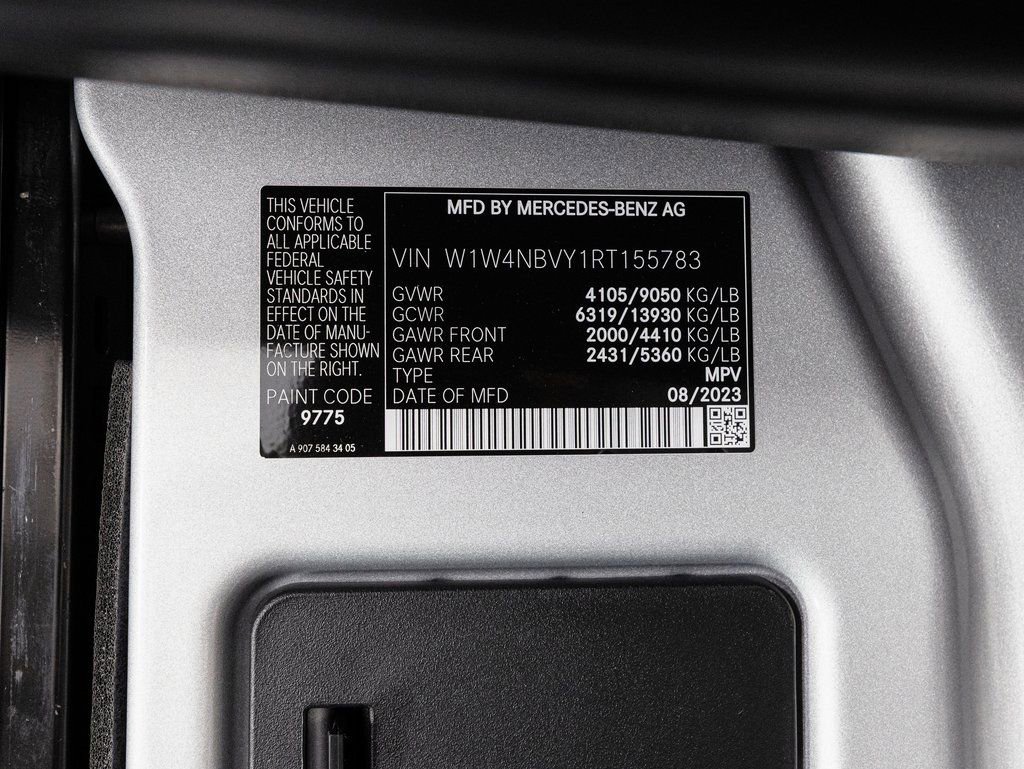 THIS VEHICLE
CONFORMS TO
ALL APPLICABLE
FEDERAL
VEHICLE SAFETY
STANDARDS IN
EFFECT ON THE
DATE OF MANU-
FACTURE SHOWN
ON THE RIGHT.
PAINT CODE
9775
A 907 584 34 05
MFD BY MERCEDES-BENZ AG
VIN W1W4NBVY1RT155783
GVWR 4105/9050 KG/LB
GCWR 6319/13930 KG/LB
GAWR FRONT 2000/4410 KG/LB
GAWR REAR 2431/5360 KG/LB
TYPE MPV
DATE OF MFD 08/2023